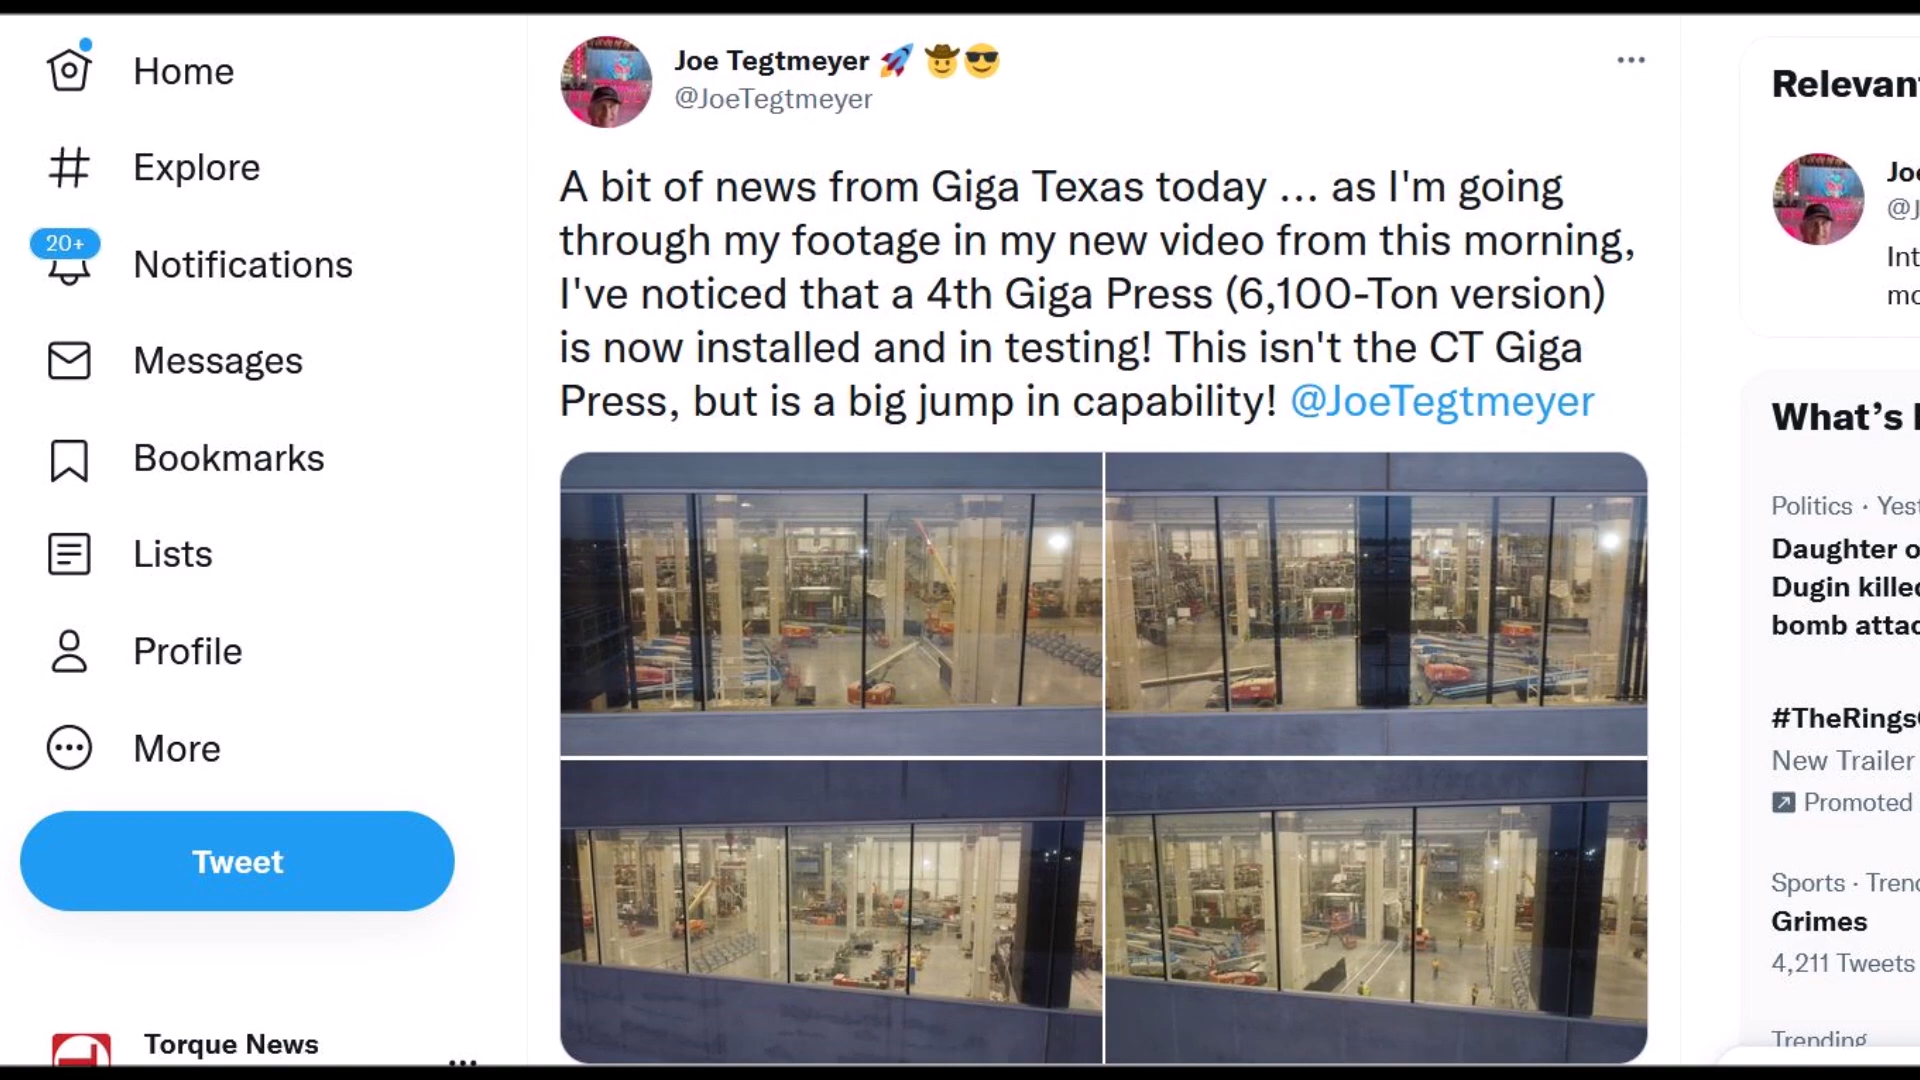 Home
Explore
20+
Notifications
Messages
Bookmarks
Lists
Profile
More
Tweet
Torque News
Joe Tegtmeyer 🚀 🤠😎
@JoeTegtmeyer
A bit of news from Giga Texas today ... as I'm going
through my footage in my new video from this morning,
I've noticed that a 4th Giga Press (6,100-Ton version)
is now installed and in testing! This isn't the CT Giga
Press, but is a big jump in capability! @JoeTegtmeyer
Relevan
Joe
@J
Int
mo
What's
Politics · Yest
Daughter o
Dugin killed
bomb attac
#TheRings
New Trailer
Promoted
Sports · Trend
Grimes
4,211 Tweets
Trending